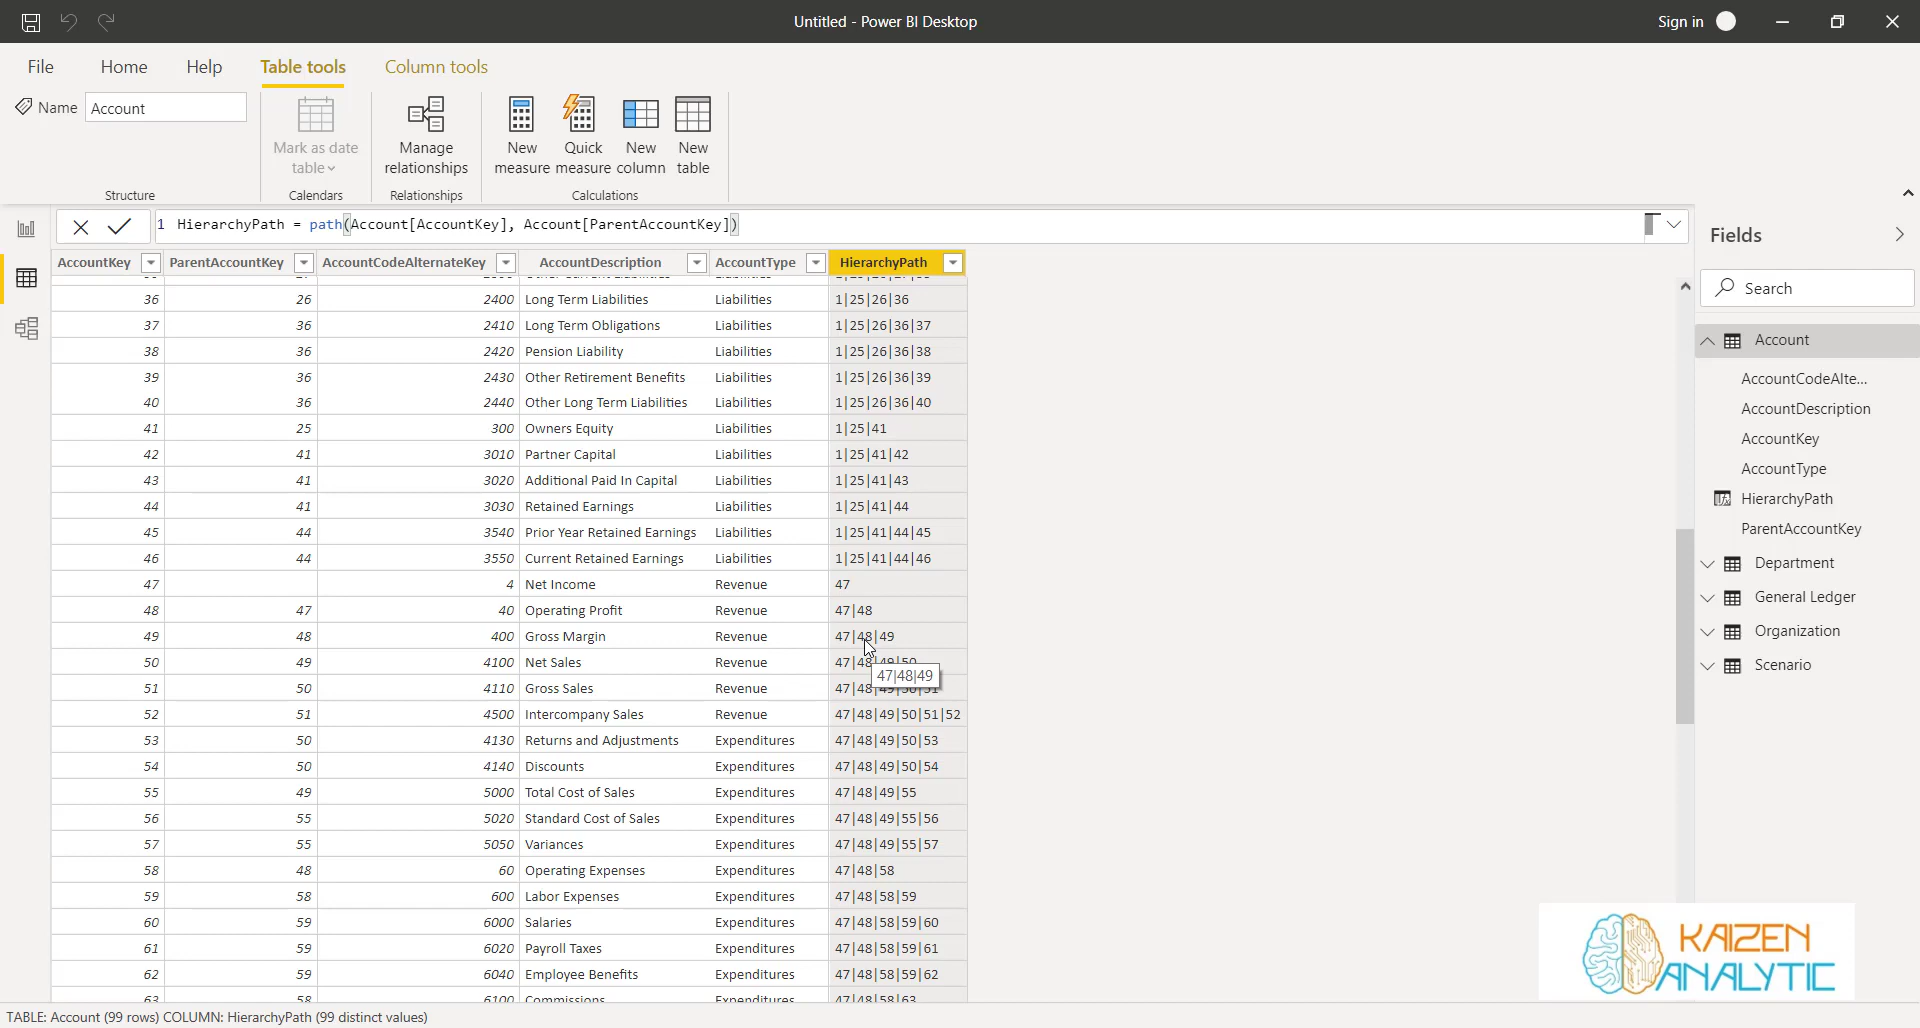 Untitled - Power BI Desktop
Sign in
File Home Help Table tools Column tools
Name Account
Mark as date table
Manage relationships
New measure
Quick measure
New column
New table
Structure Calendars Relationships Calculations
1 HierarchyPath = path(Account[AccountKey], Account[ParentAccountKey])
AccountKey ParentAccountKey AccountCodeAlternateKey AccountDescription AccountType HierarchyPath
36 26 2400 Long Term Liabilities Liabilities 1|25|26|36
37 36 2410 Long Term Obligations Liabilities 1|25|26|36|37
38 36 2420 Pension Liability Liabilities 1|25|26|36|38
39 36 2430 Other Retirement Benefits Liabilities 1|25|26|36|39
40 36 2440 Other Long Term Liabilities Liabilities 1|25|26|36|40
41 25 300 Owners Equity Liabilities 1|25|41
42 41 3010 Partner Capital Liabilities 1|25|41|42
43 41 3020 Additional Paid In Capital Liabilities 1|25|41|43
44 41 3030 Retained Earnings Liabilities 1|25|41|44
45 44 3540 Prior Year Retained Earnings Liabilities 1|25|41|44|45
46 44 3550 Current Retained Earnings Liabilities 1|25|41|44|46
47 4 Net Income Revenue 47
48 47 40 Operating Profit Revenue 47|48
49 48 400 Gross Margin Revenue 47|48|49
50 49 4100 Net Sales Revenue 47|48|49|50
47|48|49
51 50 4110 Gross Sales Revenue 47|48|49|50|51
52 51 4500 Intercompany Sales Revenue 47|48|49|50|51|52
53 50 4130 Returns and Adjustments Expenditures 47|48|49|50|53
54 50 4140 Discounts Expenditures 47|48|49|50|54
55 49 5000 Total Cost of Sales Expenditures 47|48|49|55
56 55 5020 Standard Cost of Sales Expenditures 47|48|49|55|56
57 55 5050 Variances Expenditures 47|48|49|55|57
58 48 60 Operating Expenses Expenditures 47|48|58
59 58 600 Labor Expenses Expenditures 47|48|58|59
60 59 6000 Salaries Expenditures 47|48|58|59|60
61 59 6020 Payroll Taxes Expenditures 47|48|58|59|61
62 59 6040 Employee Benefits Expenditures 47|48|58|59|62
63 58 6100 Commissions Expenditures 47|48|58|63
Fields
Search
Account
AccountCodeAlte...
AccountDescription
AccountKey
AccountType
HierarchyPath
ParentAccountKey
Department
General Ledger
Organization
Scenario
KAIZEN
ANALYTIC
TABLE: Account (99 rows) COLUMN: HierarchyPath (99 distinct values)